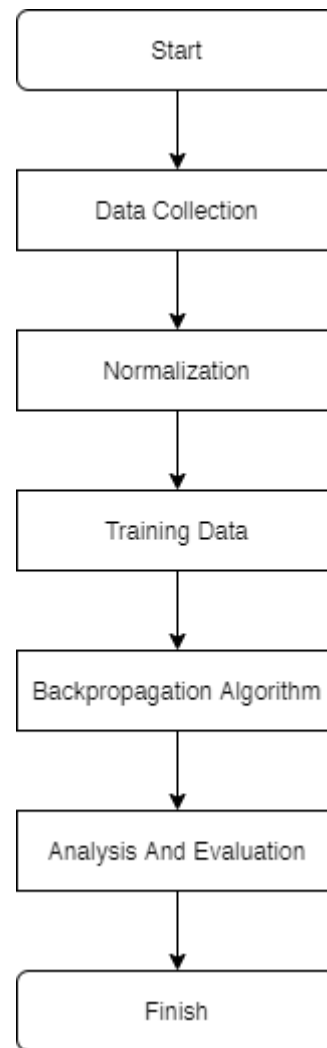 Start
Data Collection
Normalization
Training Data
Backpropagation Algorithm
Analysis And Evaluation
Finish